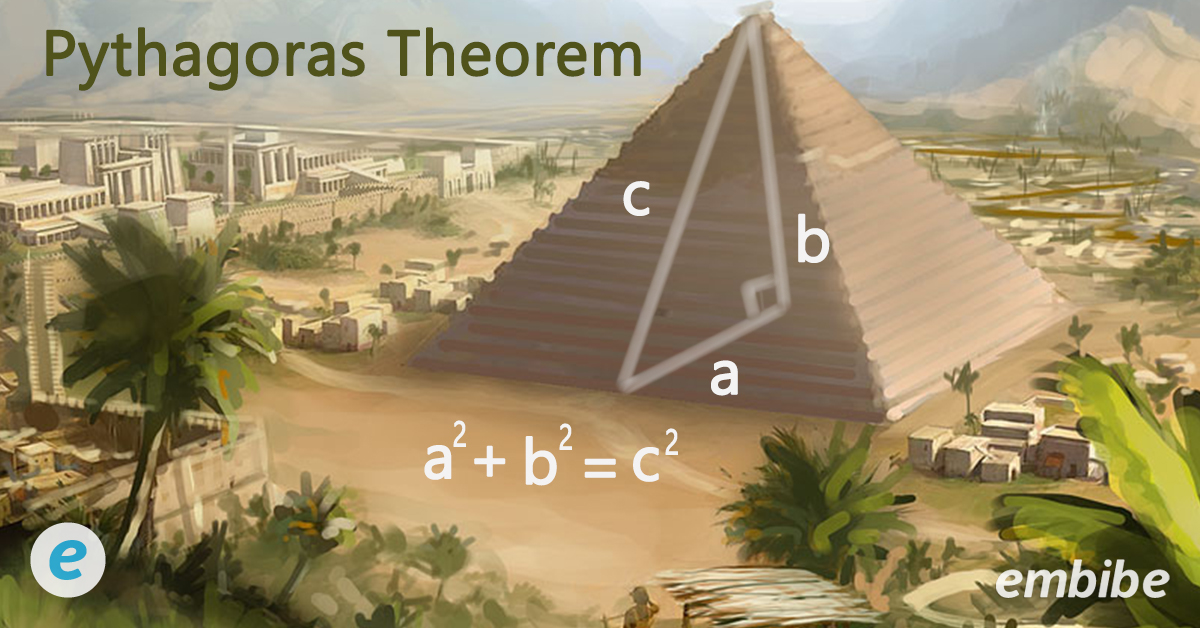 Pythagoras Theorem
c
b
a
a² + b² = c²
e
embibe